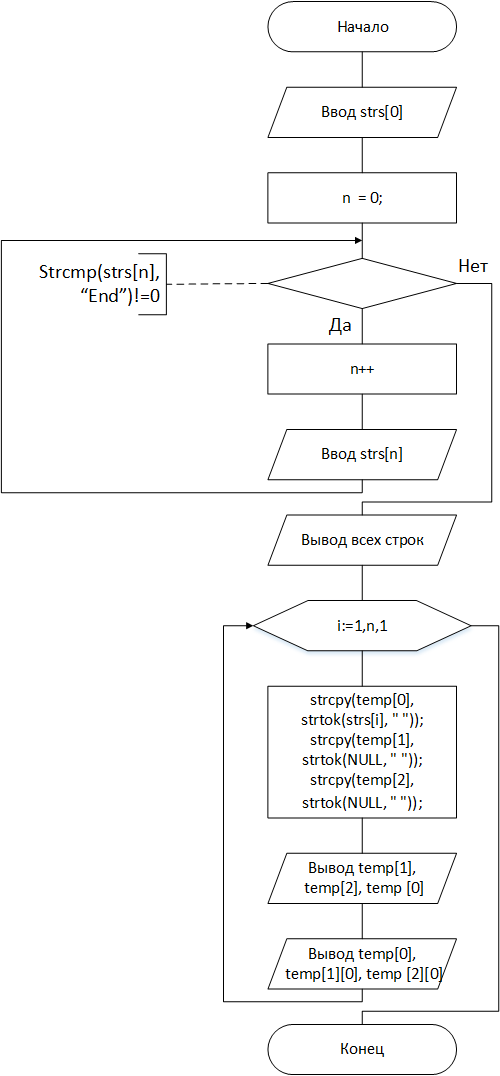 Начало
Ввод strs[0]
n = 0;
Strcmp(strs[n],
“End”)!=0
Нет
Да
n++
Ввод strs[n]
Вывод всех строк
i:=1,n,1
strcpy(temp[0],
strtok(strs[i], " "));
strcpy(temp[1],
strtok(NULL, " "));
strcpy(temp[2],
strtok(NULL, " "));
Вывод temp[1],
temp[2], temp [0]
Вывод temp[0],
temp[1][0], temp [2][0]
Конец